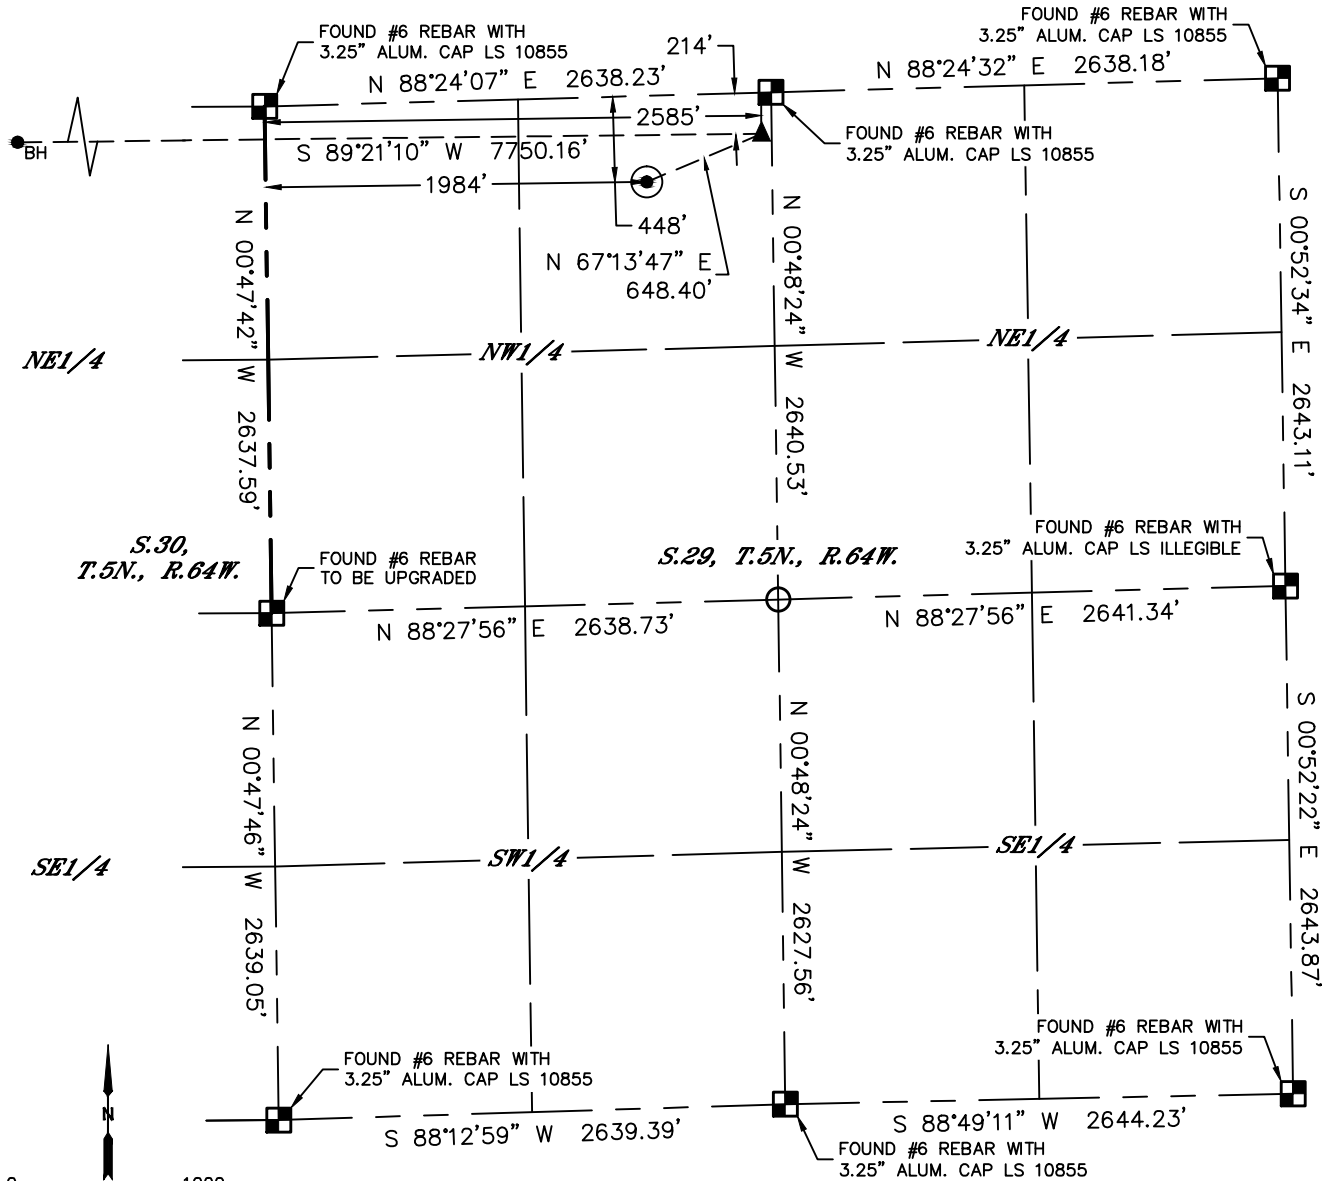 FOUND #6 REBAR WITH
3.25" ALUM. CAP LS 10855
214'
FOUND #6 REBAR WITH
3.25" ALUM. CAP LS 10855
N 88°24'07" E 2638.23'
N 88°24'32" E 2638.18'
2585'
FOUND #6 REBAR WITH
3.25" ALUM. CAP LS 10855
BH
S 89°21'10" W 7750.16'
1984'
448'
N 67°13'47" E
648.40'
N 00°47'42" W 2637.59'
N 00°48'24" W 2640.53'
S 00°52'34" E 2643.11'
NE1/4
NW1/4
NE1/4
S.30,
T.5N., R.64W.
FOUND #6 REBAR
TO BE UPGRADED
S.29, T.5N., R.64W.
FOUND #6 REBAR WITH
3.25" ALUM. CAP LS ILLEGIBLE
N 88°27'56" E 2638.73'
N 88°27'56" E 2641.34'
N 00°47'46" W 2639.05'
N 00°48'24" W 2627.56'
S 00°52'22" E 2643.87'
SE1/4
SW1/4
SE1/4
FOUND #6 REBAR WITH
3.25" ALUM. CAP LS 10855
FOUND #6 REBAR WITH
3.25" ALUM. CAP LS 10855
N
S 88°12'59" W 2639.39'
S 88°49'11" W 2644.23'
FOUND #6 REBAR WITH
3.25" ALUM. CAP LS 10855